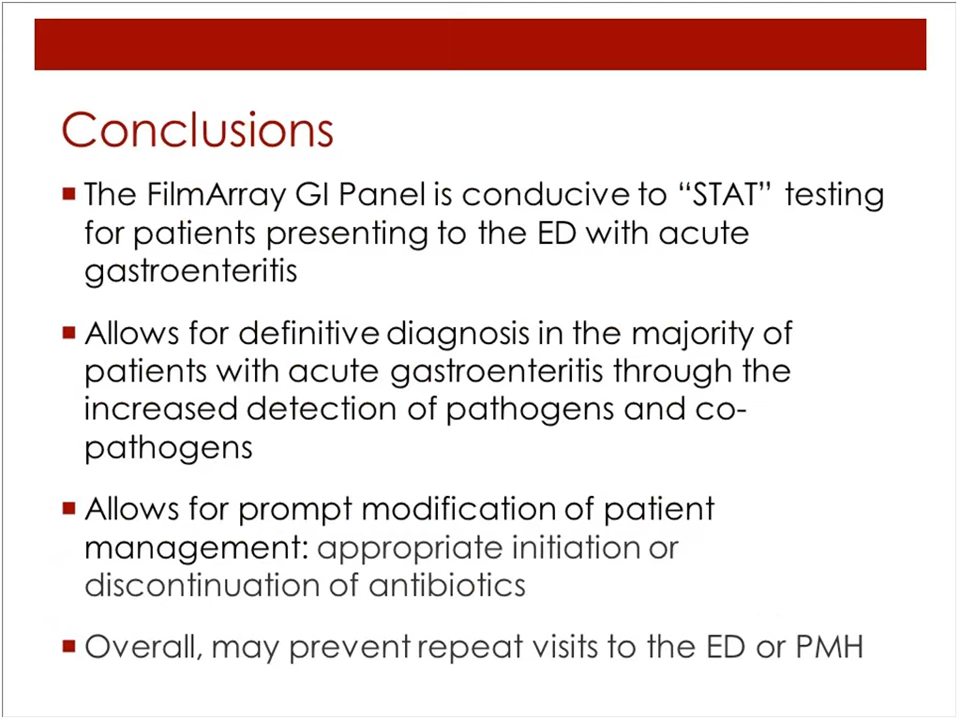 Conclusions
▪ The FilmArray GI Panel is conducive to “STAT” testing
for patients presenting to the ED with acute
gastroenteritis
▪ Allows for definitive diagnosis in the majority of
patients with acute gastroenteritis through the
increased detection of pathogens and co-
pathogens
▪ Allows for prompt modification of patient
management: appropriate initiation or
discontinuation of antibiotics
▪ Overall, may prevent repeat visits to the ED or PMH